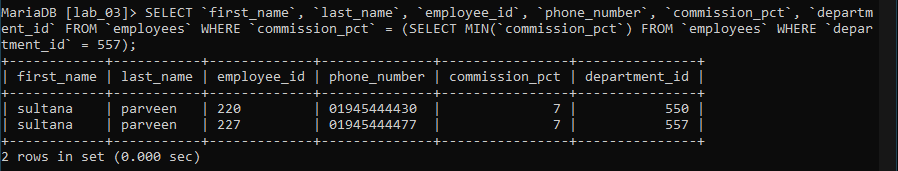 MariaDB [lab_03]> SELECT `first_name`, `last_name`, `employee_id`, `phone_number`, `commission_pct`, `departm
ent_id` FROM `employees` WHERE `commission_pct` = (SELECT MIN(`commission_pct`) FROM `employees` WHERE `depar
tment_id` = 557);
+------------+-----------+-------------+--------------+----------------+---------------+
| first_name | last_name | employee_id | phone_number | commission_pct | department_id |
+------------+-----------+-------------+--------------+----------------+---------------+
| sultana    | parveen   | 220         | 01945444430  |              7 |           550 |
| sultana    | parveen   | 227         | 01945444477  |              7 |           557 |
+------------+-----------+-------------+--------------+----------------+---------------+
2 rows in set (0.000 sec)